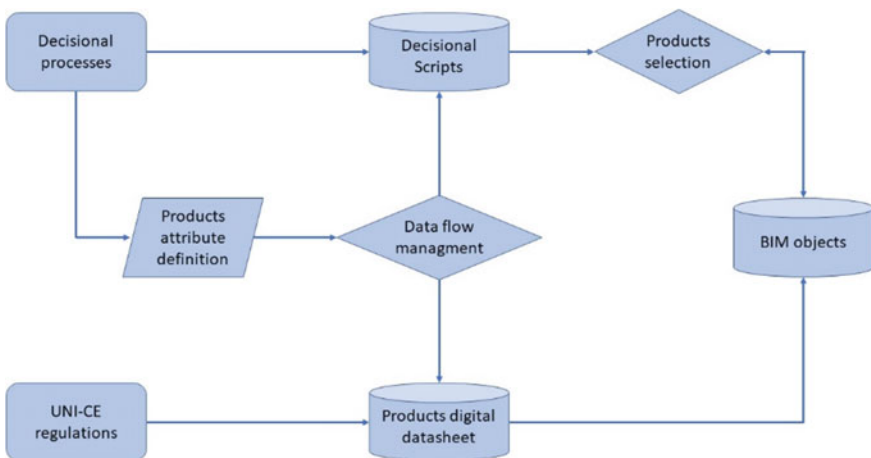 Decisional
processes
Decisional
Scripts
Products
selection
Products
attribute
definition
Data flow
managment
BIM objects
UNI-CE
regulations
Products digital
datasheet